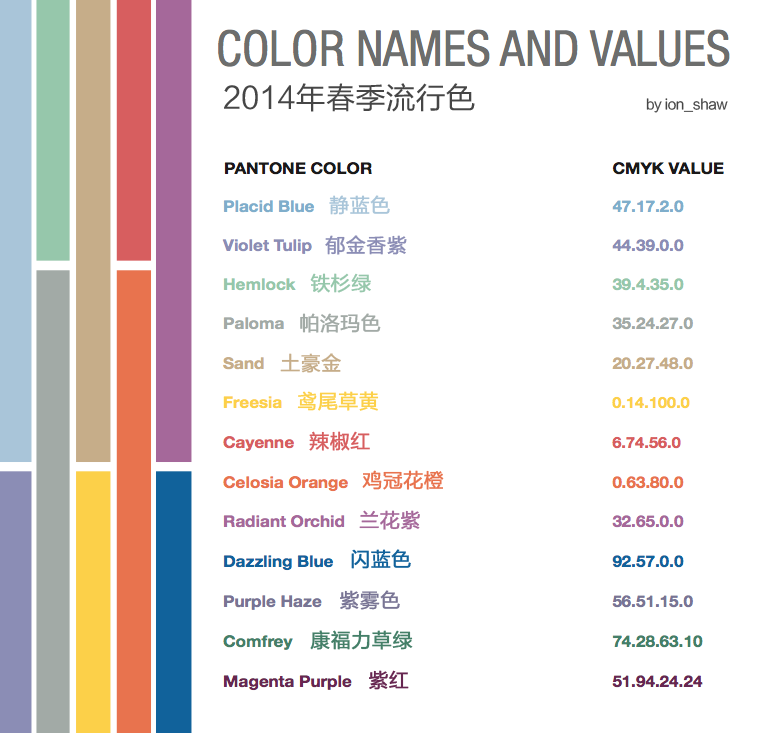 COLOR NAMES AND VALUES
2014年春季流行色
by ion_shaw
PANTONE COLOR CMYK VALUE
Placid Blue 静蓝色 47.17.2.0
Violet Tulip 郁金香紫 44.39.0.0
Hemlock 铁杉绿 39.4.35.0
Paloma 帕洛玛色 35.24.27.0
Sand 土豪金 20.27.48.0
Freesia 鸢尾草黄 0.14.100.0
Cayenne 辣椒红 6.74.56.0
Celosia Orange 鸡冠花橙 0.63.80.0
Radiant Orchid 兰花紫 32.65.0.0
Dazzling Blue 闪蓝色 92.57.0.0
Purple Haze 紫雾色 56.51.15.0
Comfrey 康福力草绿 74.28.63.10
Magenta Purple 紫红 51.94.24.24